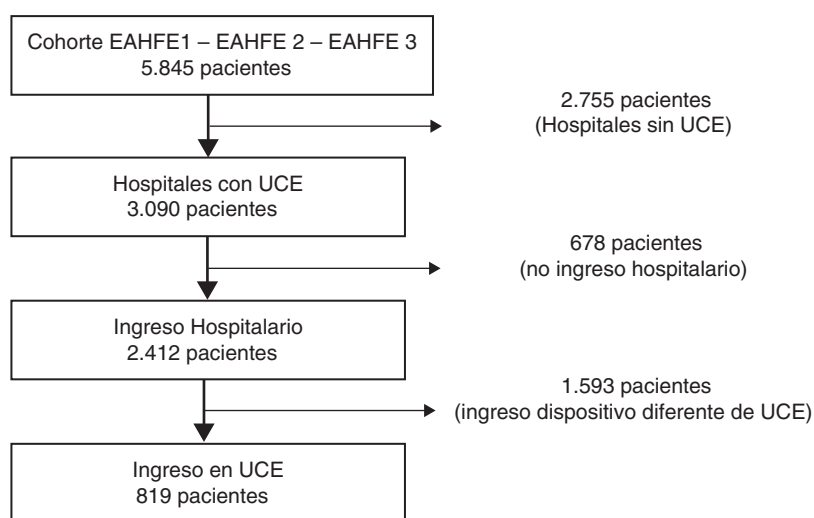 Cohorte EAHFE1 – EAHFE 2 – EAHFE 3
5.845 pacientes
2.755 pacientes
(Hospitales sin UCE)
Hospitales con UCE
3.090 pacientes
678 pacientes
(no ingreso hospitalario)
Ingreso Hospitalario
2.412 pacientes
1.593 pacientes
(ingreso dispositivo diferente de UCE)
Ingreso en UCE
819 pacientes